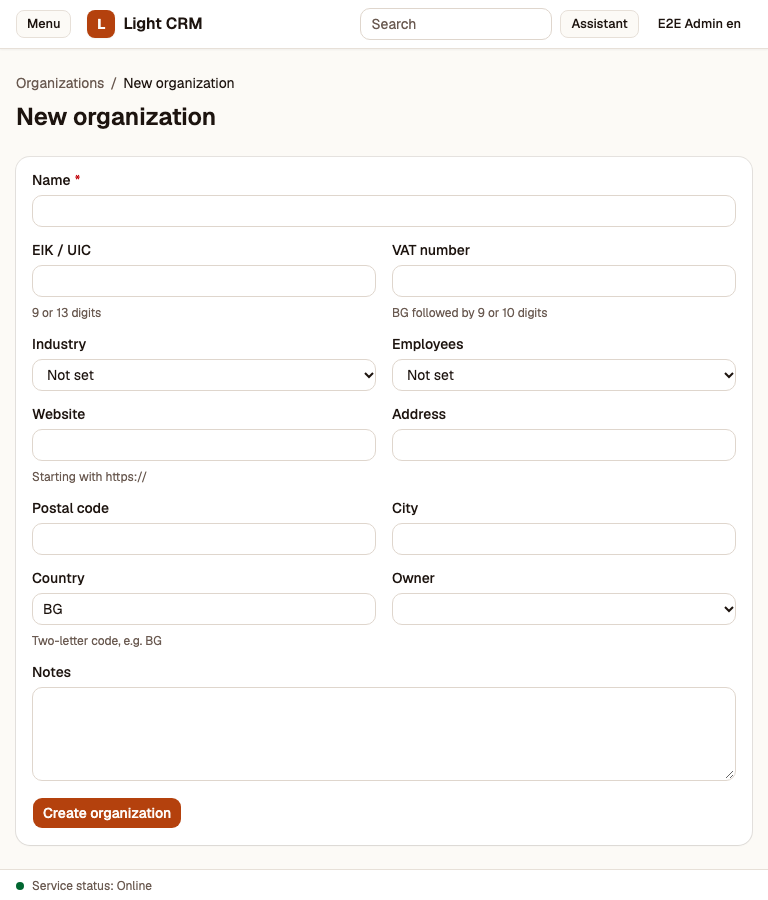 Menu L Light CRM Search Assistant E2E Admin en
Organizations / New organization
New organization
Name *
EIK / UIC VAT number
9 or 13 digits BG followed by 9 or 10 digits
Industry Employees
Not set Not set
Website Address
Starting with https://
Postal code City
Country Owner
BG
Two-letter code, e.g. BG
Notes
Create organization
Service status: Online